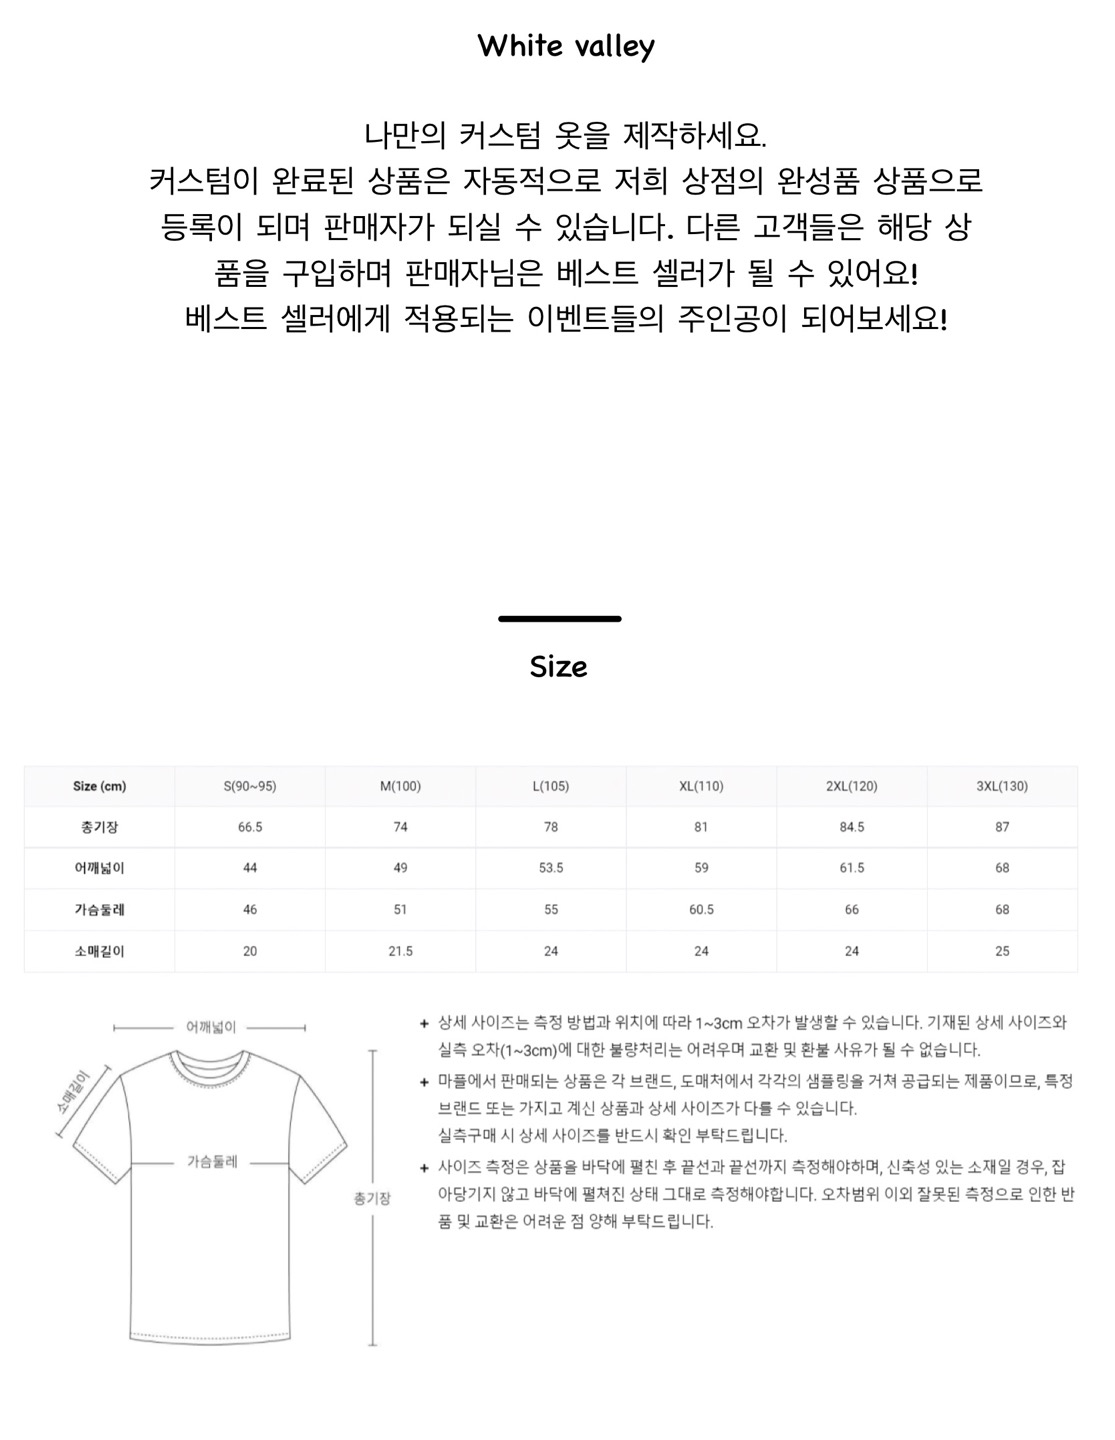 White valley
나만의 커스텀 옷을 제작하세요.
커스텀이 완료된 상품은 자동적으로 저희 상점의 완성품 상품으로
등록이 되며 판매자가 되실 수 있습니다. 다른 고객들은 해당 상
품을 구입하며 판매자님은 베스트 셀러가 될 수 있어요!
베스트 셀러에게 적용되는 이벤트들의 주인공이 되어보세요!
Size
Size (cm) S(90~95) M(100) L(105) XL(110) 2XL(120) 3XL(130)
총기장 66.5 74 78 81 84.5 87
어깨넓이 44 49 53.5 59 61.5 68
가슴둘레 46 51 55 60.5 66 68
소매길이 20 21.5 24 24 24 25
어깨넓이
소매길이
가슴둘레
총기장
+ 상세 사이즈는 측정 방법과 위치에 따라 1~3cm 오차가 발생할 수 있습니다. 기재된 상세 사이즈와
실측 오차(1~3cm)에 대한 불량처리는 어려우며 교환 및 환불 사유가 될 수 없습니다.
+ 마플에서 판매되는 상품은 각 브랜드, 도매처에서 각각의 샘플링을 거쳐 공급되는 제품이므로, 특정
브랜드 또는 가지고 계신 상품과 상세 사이즈가 다를 수 있습니다.
실측구매 시 상세 사이즈를 반드시 확인 부탁드립니다.
+ 사이즈 측정은 상품을 바닥에 펼친 후 끝선과 끝선까지 측정해야하며, 신축성 있는 소재일 경우, 잡
아당기지 않고 바닥에 펼쳐진 상태 그대로 측정해야합니다. 오차범위 이외 잘못된 측정으로 인한 반
품 및 교환은 어려운 점 양해 부탁드립니다.